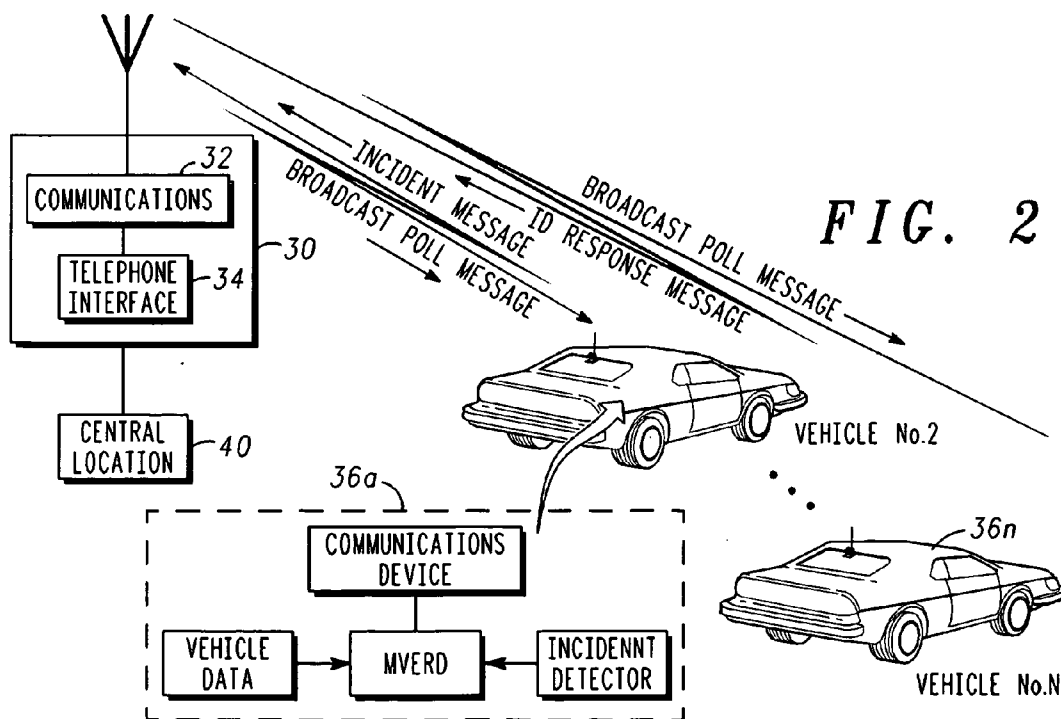 32
COMMUNICATIONS
TELEPHONE
INTERFACE
34
30
CENTRAL
LOCATION
40
INCIDENT MESSAGE
BROADCAST POLL MESSAGE
ID RESPONSE MESSAGE
BROADCAST POLL MESSAGE
FIG. 2
VEHICLE No.2
36a
COMMUNICATIONS
DEVICE
VEHICLE
DATA
MVERD
INCIDENNT
DETECTOR
36n
VEHICLE No.N